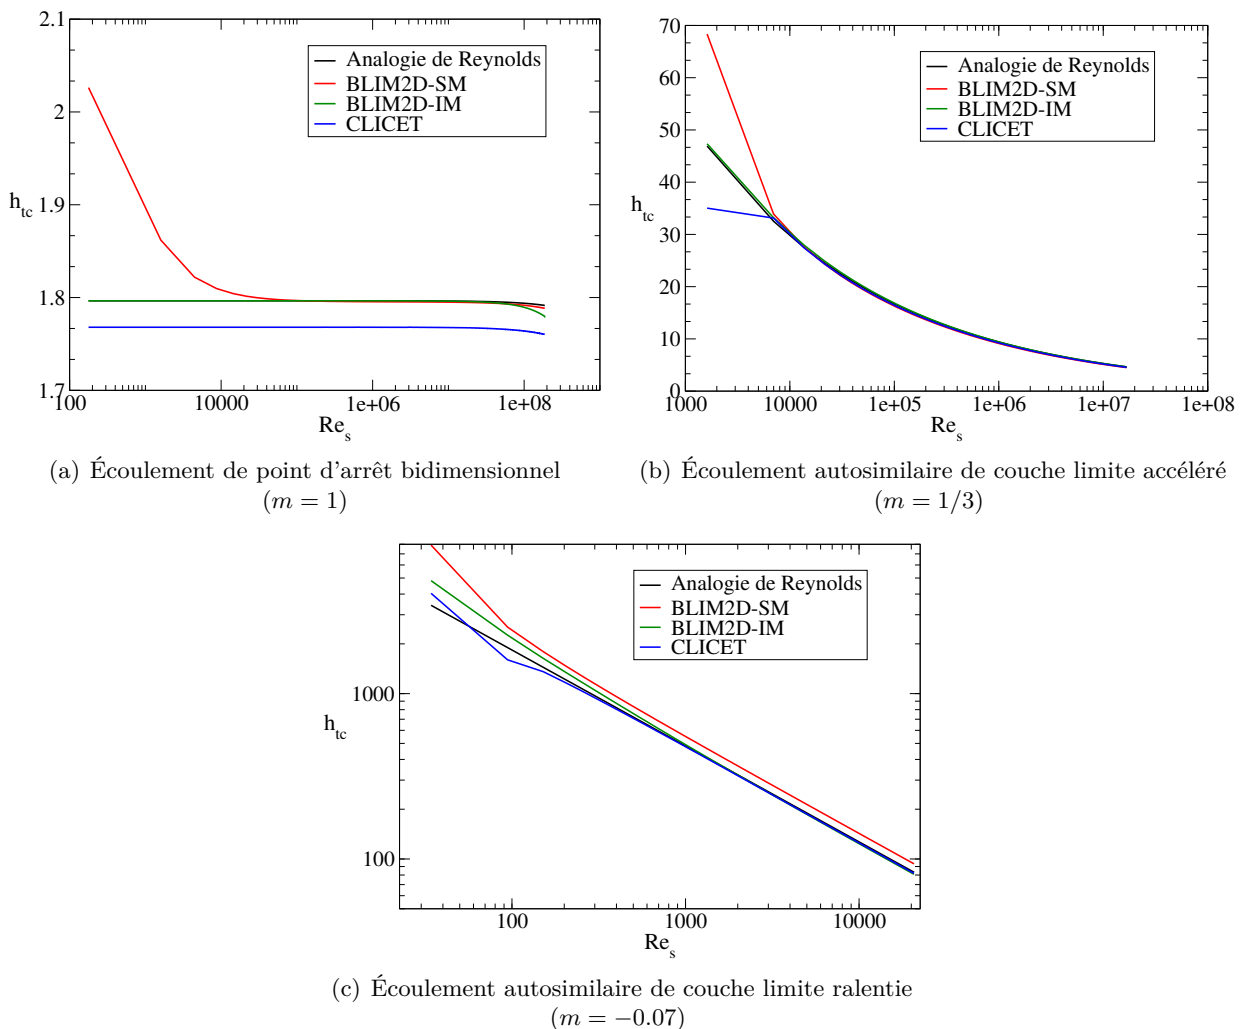 2.1
2
1.9
1.8
1.7
h_tc
100
10000
1e+06
1e+08
Re_s
Analogie de Reynolds
BLIM2D-SM
BLIM2D-IM
CLICET
(a) Écoulement de point d'arrêt bidimensionnel
(m = 1)
70
60
50
40
30
20
10
0
h_tc
1000
10000
1e+05
1e+06
1e+07
1e+08
Re_s
Analogie de Reynolds
BLIM2D-SM
BLIM2D-IM
CLICET
(b) Écoulement autosimilaire de couche limite accéléré
(m = 1/3)
1000
100
h_tc
100
1000
10000
Re_s
Analogie de Reynolds
BLIM2D-SM
BLIM2D-IM
CLICET
(c) Écoulement autosimilaire de couche limite ralentie
(m = −0.07)